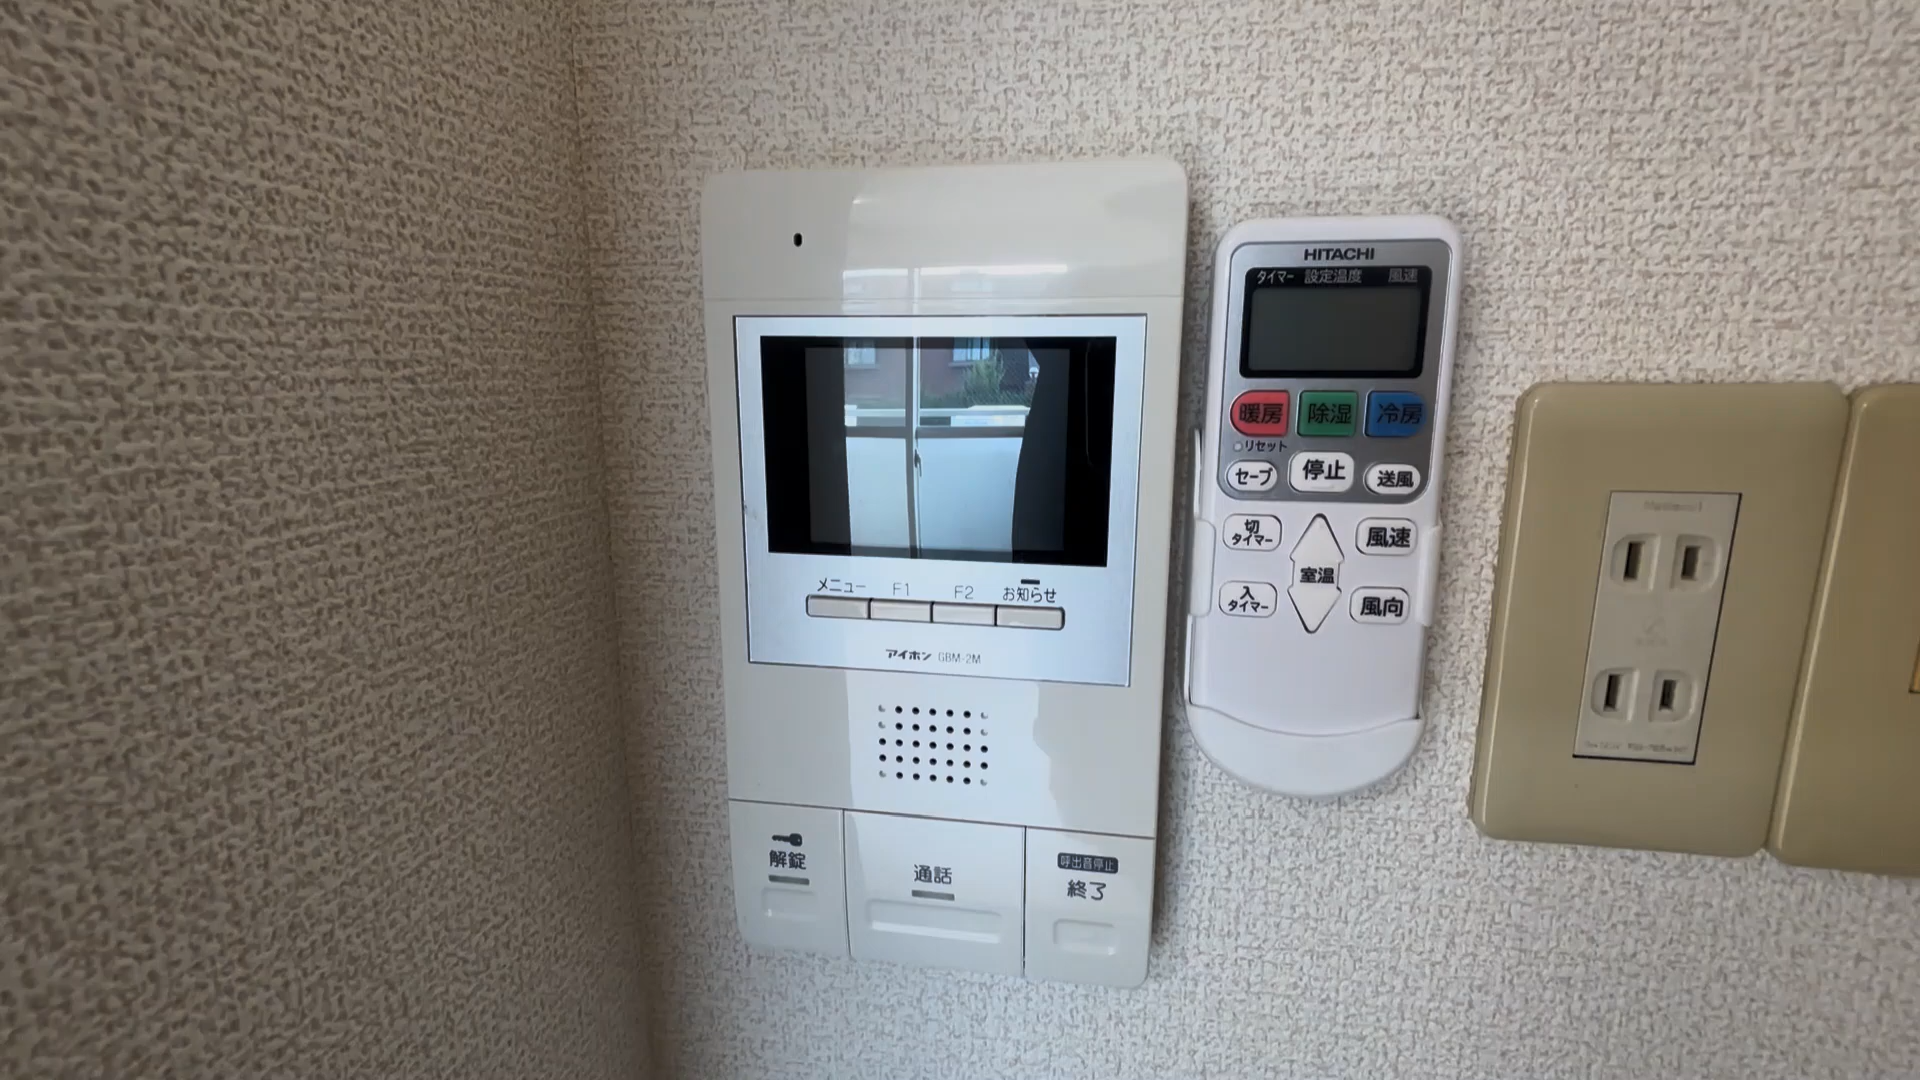 メニュー F1 F2 お知らせ
アイホン GBM-2M
解錠
通話
呼出音停止
終了
HITACHI
タイマー 設定温度 風速
暖房 除湿 冷房
リセット
セーブ 停止 送風
切タイマー
風速
室温
入タイマー
風向